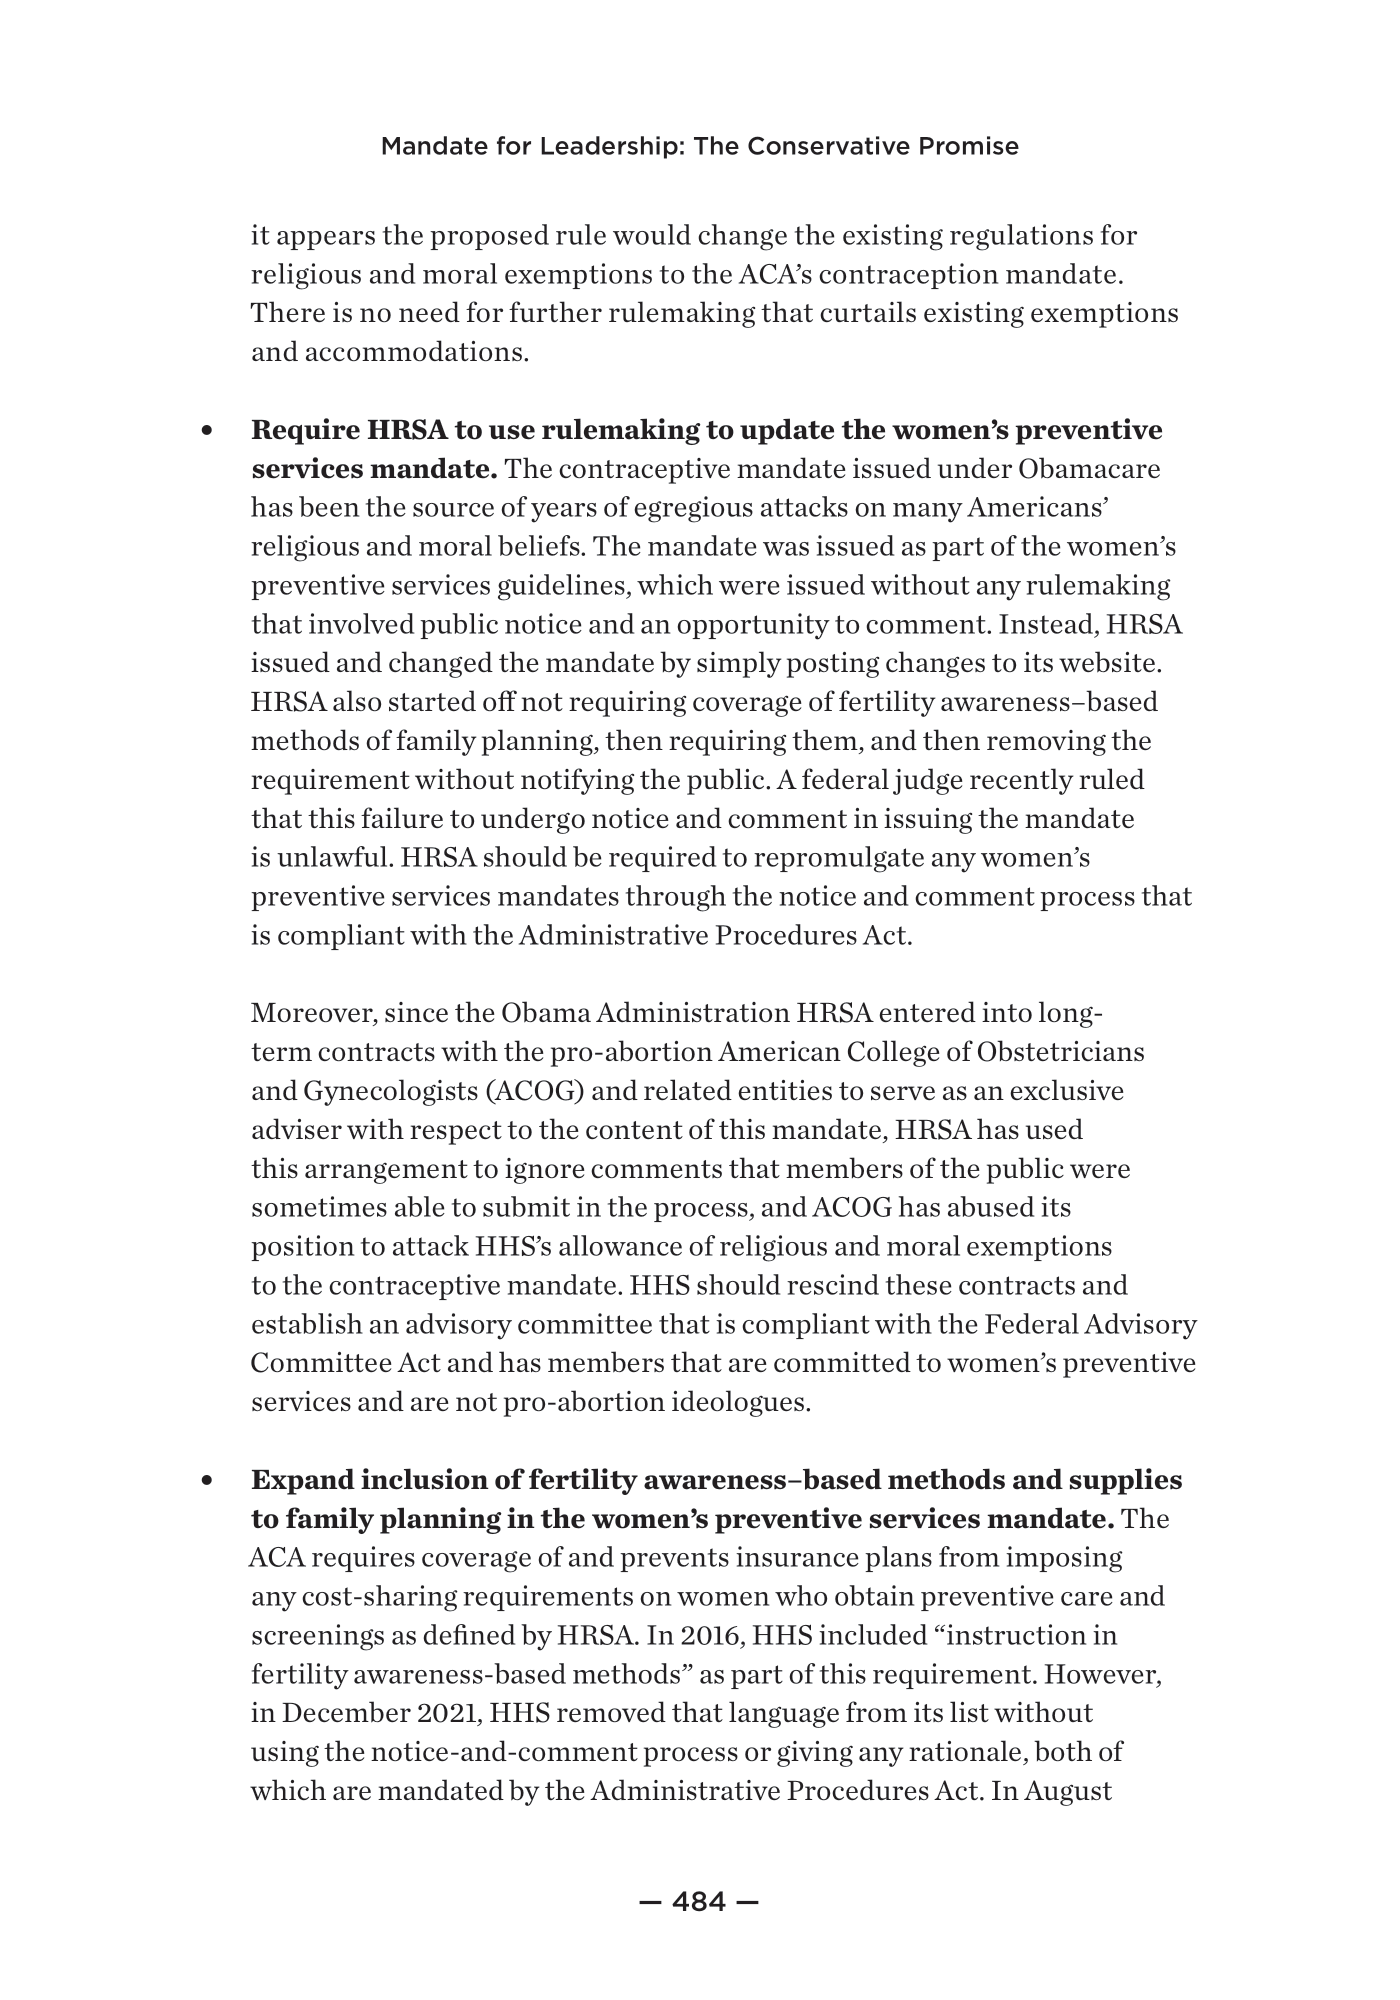 Mandate for Leadership: The Conservative Promise
it appears the proposed rule would change the existing regulations for
religious and moral exemptions to the ACA’s contraception mandate.
There is no need for further rulemaking that curtails existing exemptions
and accommodations.
• Require HRSA to use rulemaking to update the women’s preventive
services mandate. The contraceptive mandate issued under Obamacare
has been the source of years of egregious attacks on many Americans’
religious and moral beliefs. The mandate was issued as part of the women’s
preventive services guidelines, which were issued without any rulemaking
that involved public notice and an opportunity to comment. Instead, HRSA
issued and changed the mandate by simply posting changes to its website.
HRSA also started off not requiring coverage of fertility awareness–based
methods of family planning, then requiring them, and then removing the
requirement without notifying the public. A federal judge recently ruled
that this failure to undergo notice and comment in issuing the mandate
is unlawful. HRSA should be required to repromulgate any women’s
preventive services mandates through the notice and comment process that
is compliant with the Administrative Procedures Act.
Moreover, since the Obama Administration HRSA entered into long-
term contracts with the pro-abortion American College of Obstetricians
and Gynecologists (ACOG) and related entities to serve as an exclusive
adviser with respect to the content of this mandate, HRSA has used
this arrangement to ignore comments that members of the public were
sometimes able to submit in the process, and ACOG has abused its
position to attack HHS’s allowance of religious and moral exemptions
to the contraceptive mandate. HHS should rescind these contracts and
establish an advisory committee that is compliant with the Federal Advisory
Committee Act and has members that are committed to women’s preventive
services and are not pro-abortion ideologues.
• Expand inclusion of fertility awareness–based methods and supplies
to family planning in the women’s preventive services mandate. The
ACA requires coverage of and prevents insurance plans from imposing
any cost-sharing requirements on women who obtain preventive care and
screenings as defined by HRSA. In 2016, HHS included “instruction in
fertility awareness-based methods” as part of this requirement. However,
in December 2021, HHS removed that language from its list without
using the notice-and-comment process or giving any rationale, both of
which are mandated by the Administrative Procedures Act. In August
— 484 —